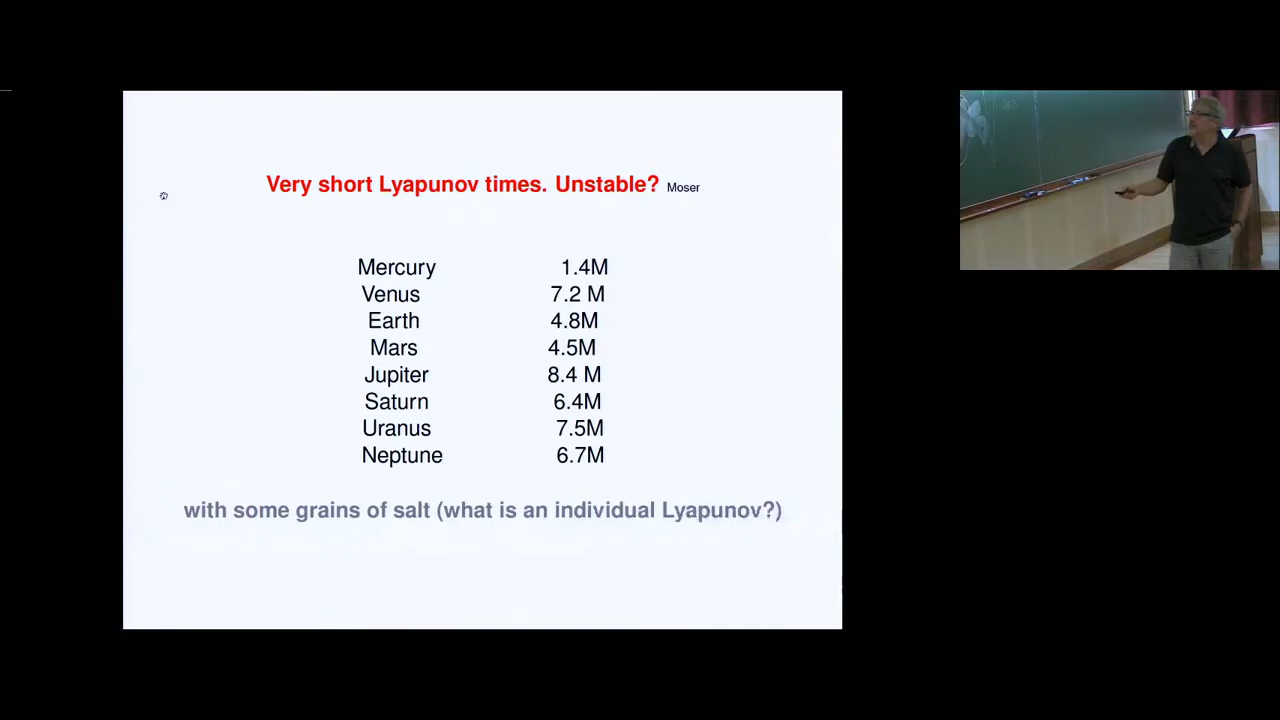 Very short Lyapunov times. Unstable? Moser
Mercury 1.4M
Venus 7.2 M
Earth 4.8M
Mars 4.5M
Jupiter 8.4 M
Saturn 6.4M
Uranus 7.5M
Neptune 6.7M
with some grains of salt (what is an individual Lyapunov?)